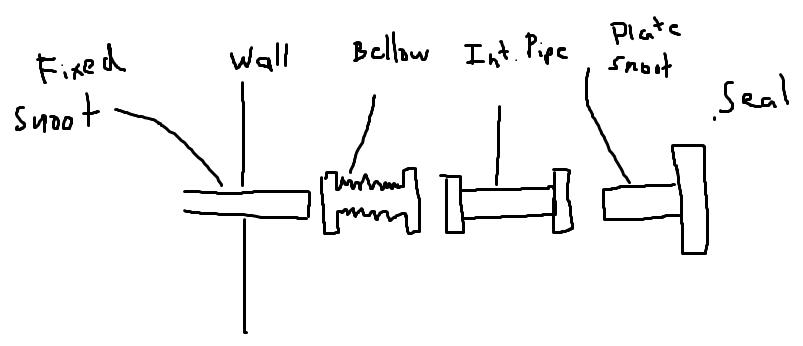 Fixed
Snoot
Wall
Bellow
Int. Pipe
Plate
Snoot
Seal